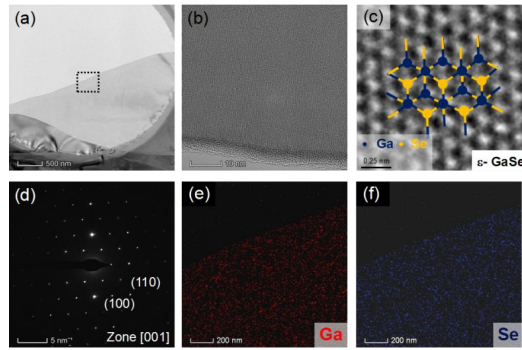 (a)
500 nm
(b)
10 nm
(c)
Ga Se
0.25 nm
ε- GaSe
(d)
(110)
(100)
5 nm⁻¹
Zone [001]
(e)
200 nm
Ga
(f)
200 nm
Se